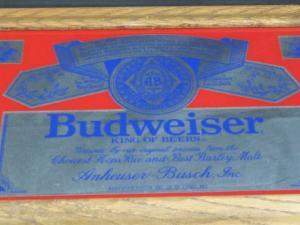 AB
Budweiser
KING OF BEERS
Brewed by our original process from the
Choicest Hops, Rice and Best Barley Malt
Anheuser-Busch, Inc.